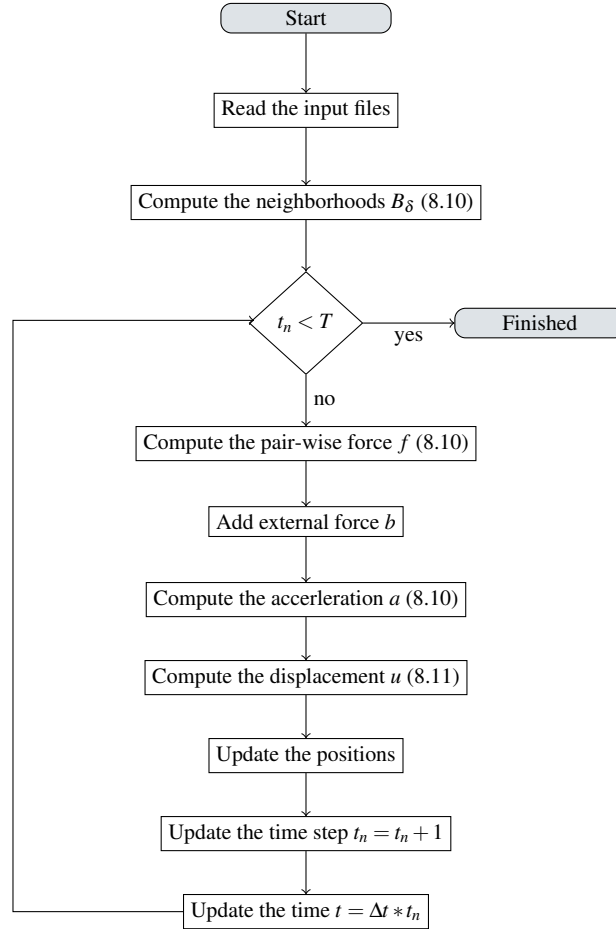 Start
Read the input files
Compute the neighborhoods B_δ (8.10)
t_n < T
yes
Finished
no
Compute the pair-wise force f (8.10)
Add external force b
Compute the accerleration a (8.10)
Compute the displacement u (8.11)
Update the positions
Update the time step t_n = t_n + 1
Update the time t = Δt * t_n